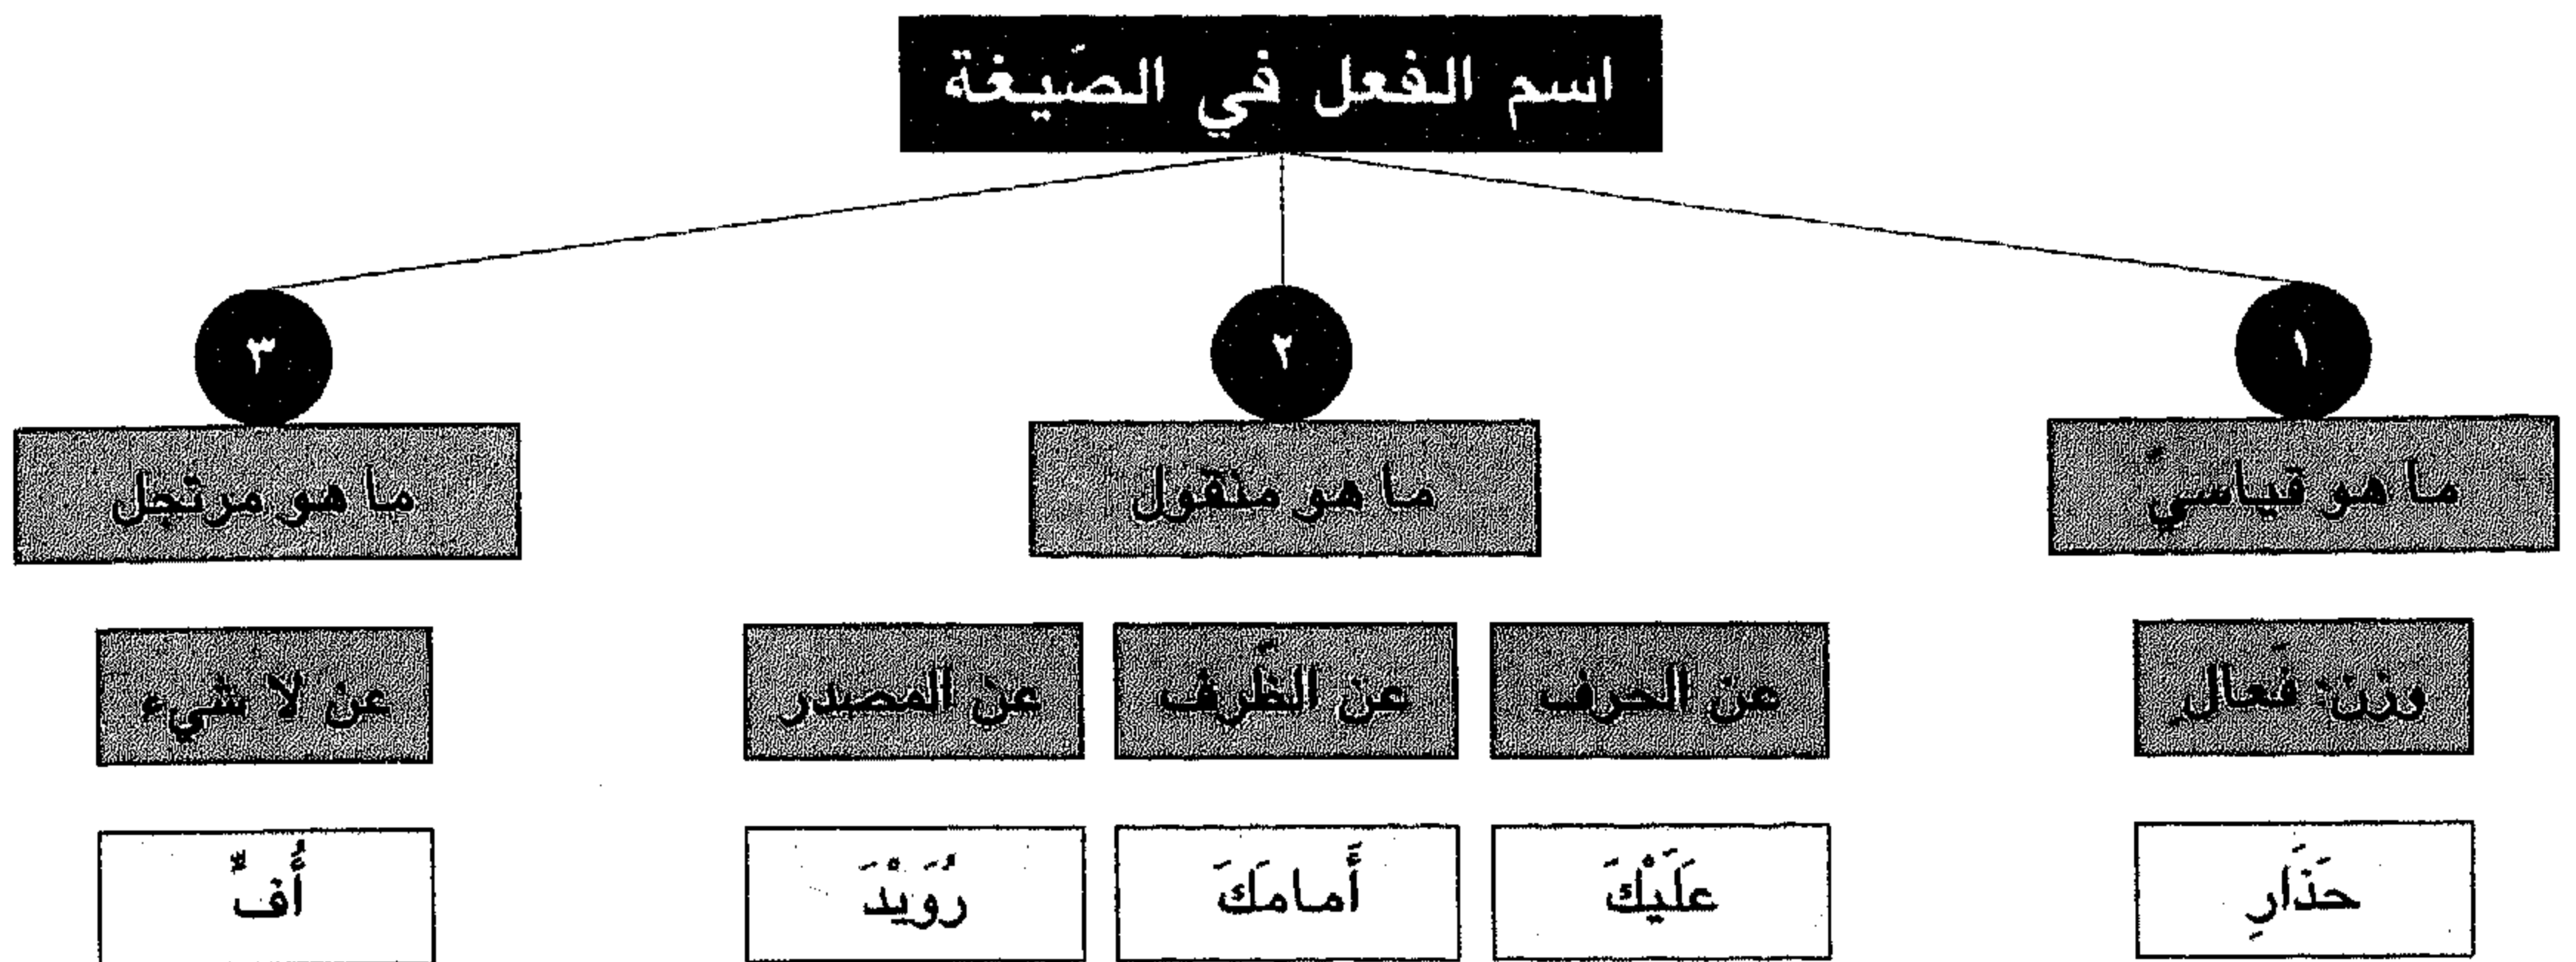 اسم الفعل في الصّيغة
١
٢
٣
ما هو قياسيّ
ما هو منقول
ما هو مرتجل
وزن: فَعالِ
عن الحرف
عن الظّرف
عن المصدر
عن لا شيء
حَذَارِ
عَلَيْكَ
أَمامَكَ
رُوَيْدَ
أُفٌّ